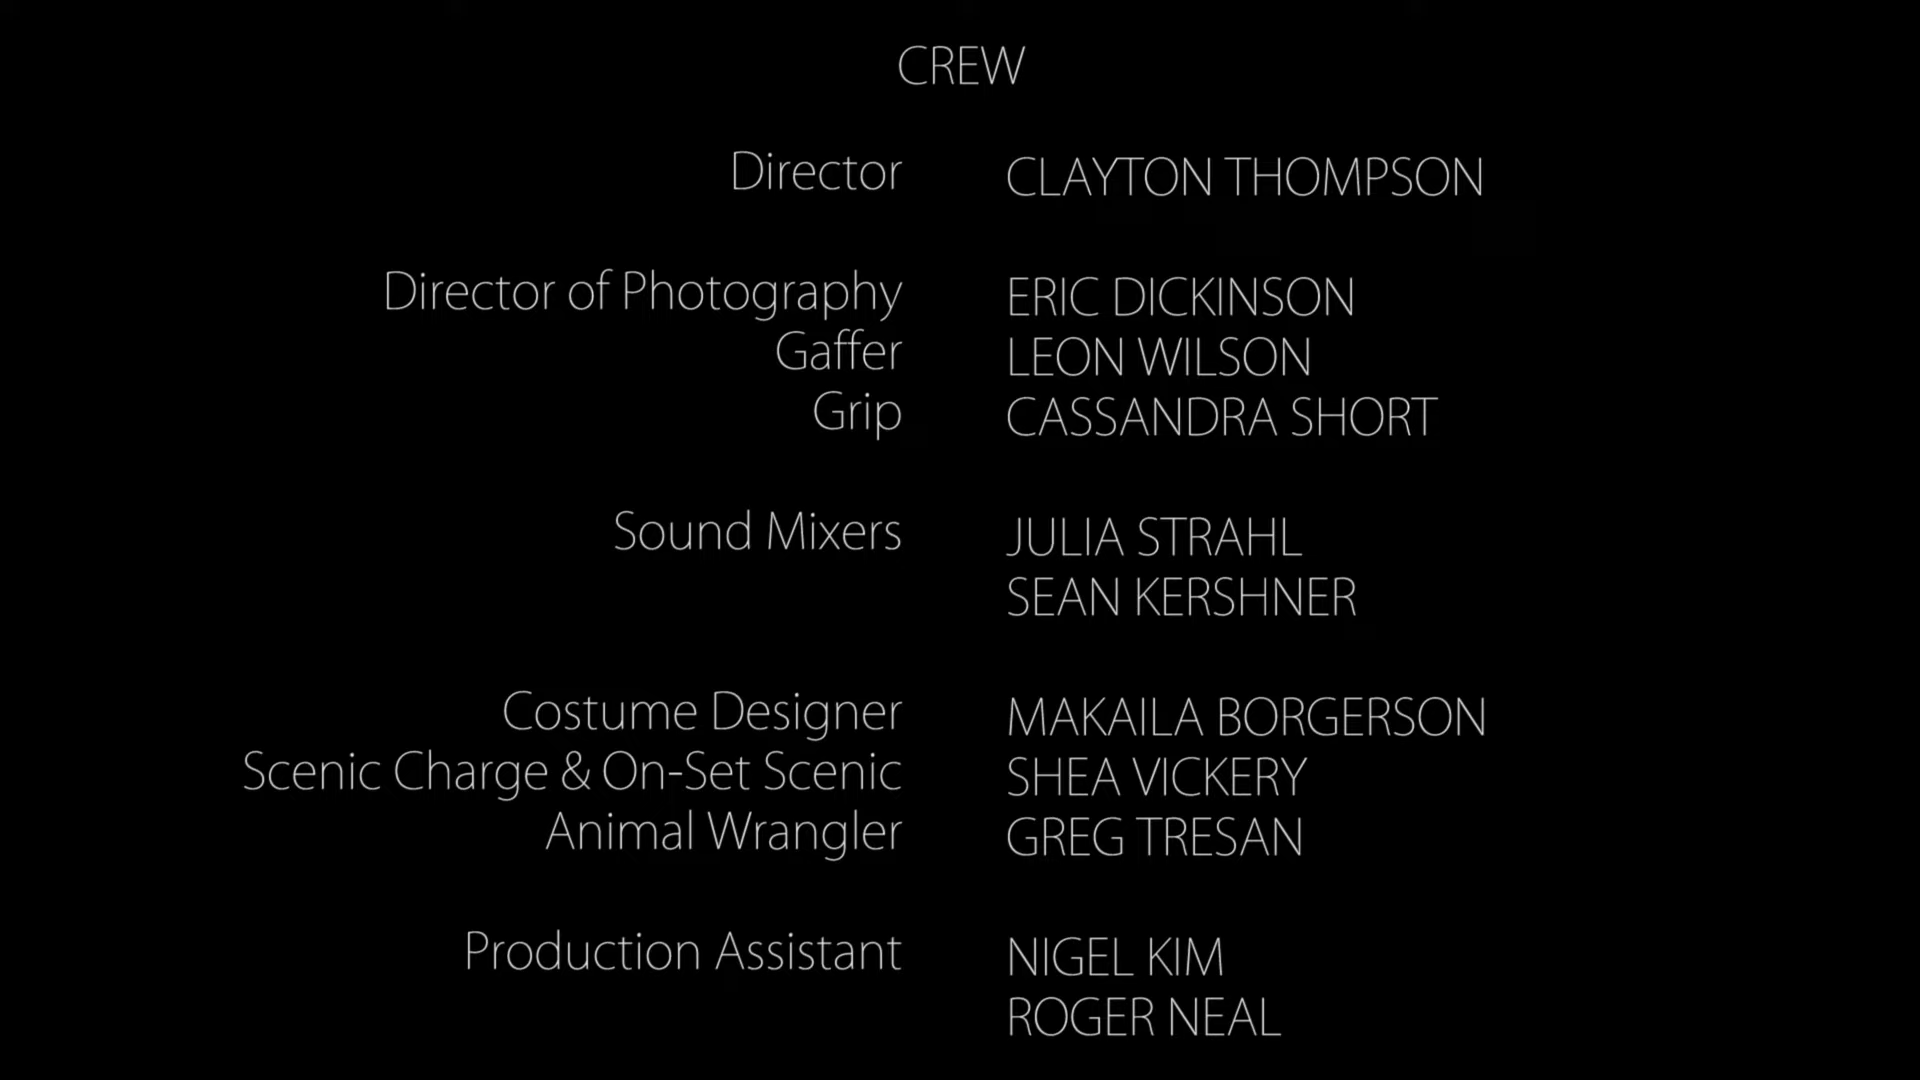 CREW
Director CLAYTON THOMPSON
Director of Photography ERIC DICKINSON
Gaffer LEON WILSON
Grip CASSANDRA SHORT
Sound Mixers JULIA STRAHL
SEAN KERSHNER
Costume Designer MAKAILA BORGERSON
Scenic Charge & On-Set Scenic SHEA VICKERY
Animal Wrangler GREG TRESAN
Production Assistant NIGEL KIM
ROGER NEAL